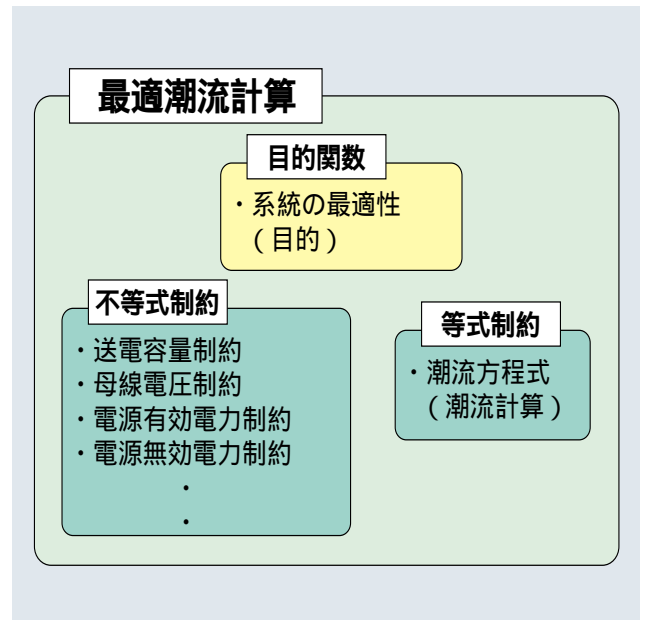 最適潮流計算
目的関数
・系統の最適性
（目的）
不等式制約
・送電容量制約
・母線電圧制約
・電源有効電力制約
・電源無効電力制約
・
・
等式制約
・潮流方程式
（潮流計算）